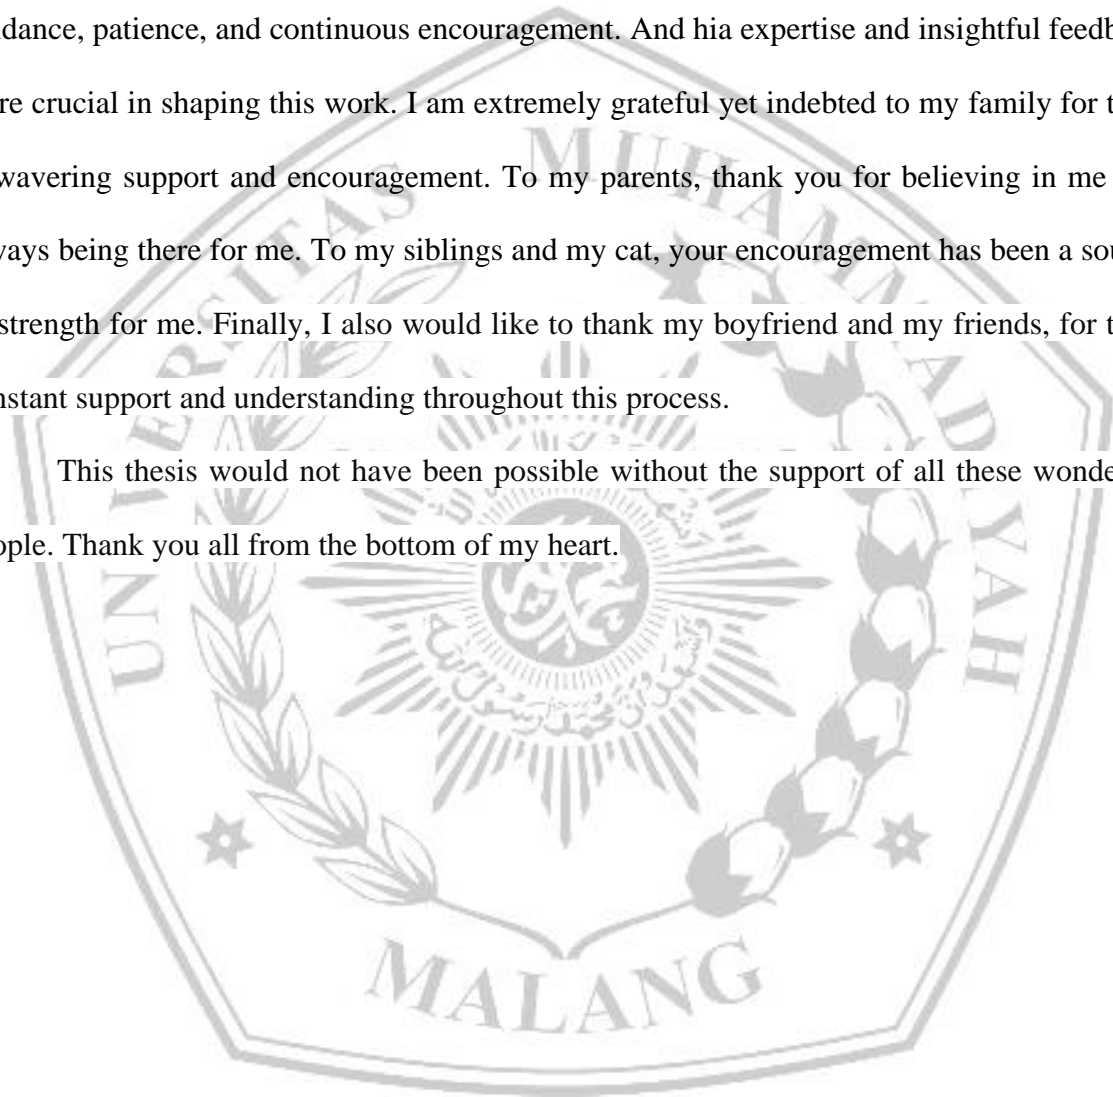 dance, patience, and continuous encouragement. And hia expertise and insightful feedb
re crucial in shaping this work. I am extremely grateful yet indebted to my family for t
wavering support and encouragement. To my parents, thank you for believing in me
ways being there for me. To my siblings and my cat, your encouragement has been a sou
strength for me. Finally, I also would like to thank my boyfriend and my friends, for t
nstant support and understanding throughout this process.
This thesis would not have been possible without the support of all these wonde
ople. Thank you all from the bottom of my heart.
UNIVERSITAS MUHAMMADIYAH
MALANG